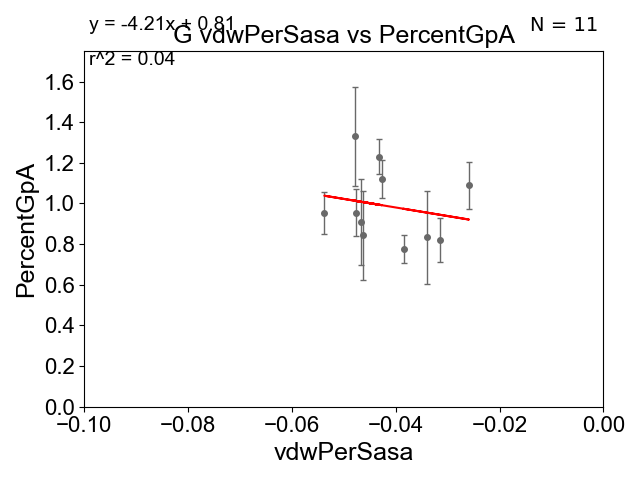 y = -4.21x + 0.81
N = 11
G vdwPerSasa vs PercentGpA
r^2 = 0.04
PercentGpA
1.6
1.4
1.2
1.0
0.8
0.6
0.4
0.2
0.0
−0.10
−0.08
−0.06
−0.04
−0.02
0.00
vdwPerSasa